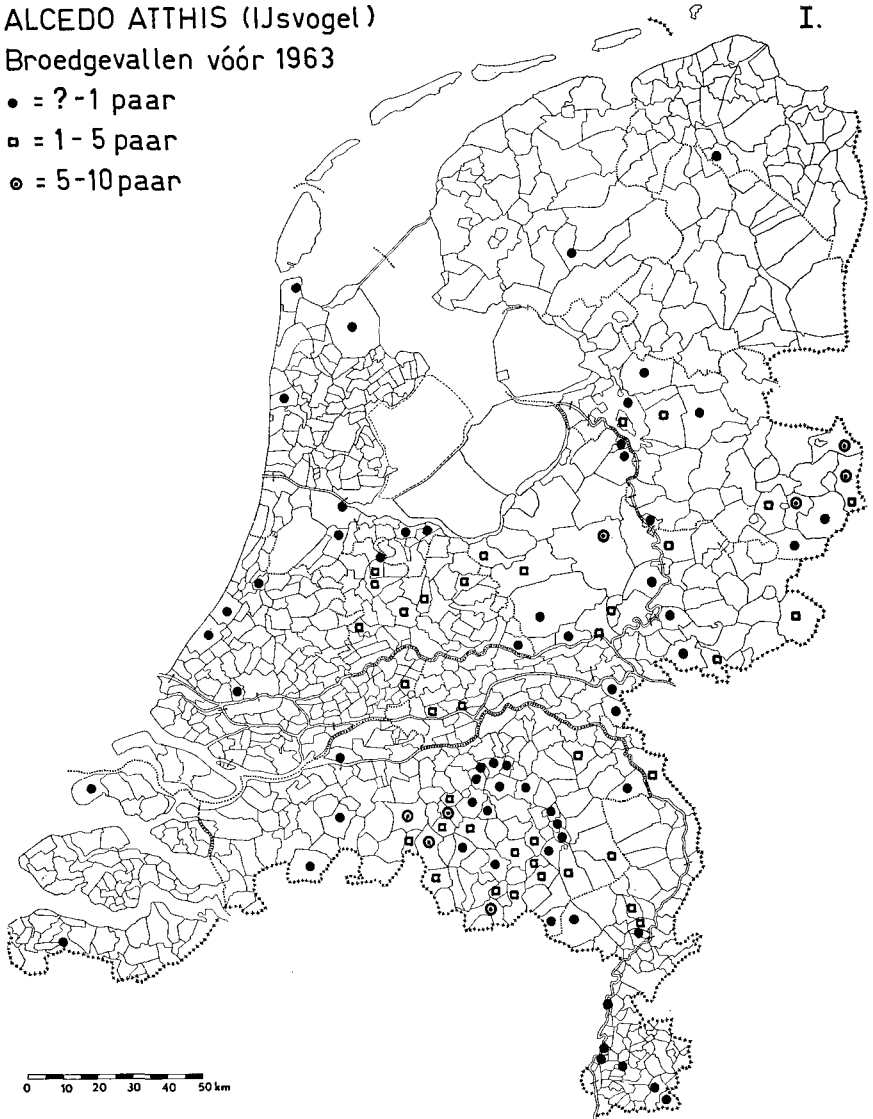 ALCEDO ATTHIS (IJsvogel)
I.
Broedgevallen vóór 1963
• = ?-1 paar
▫ = 1-5 paar
⊙ = 5-10 paar
0 10 20 30 40 50 km